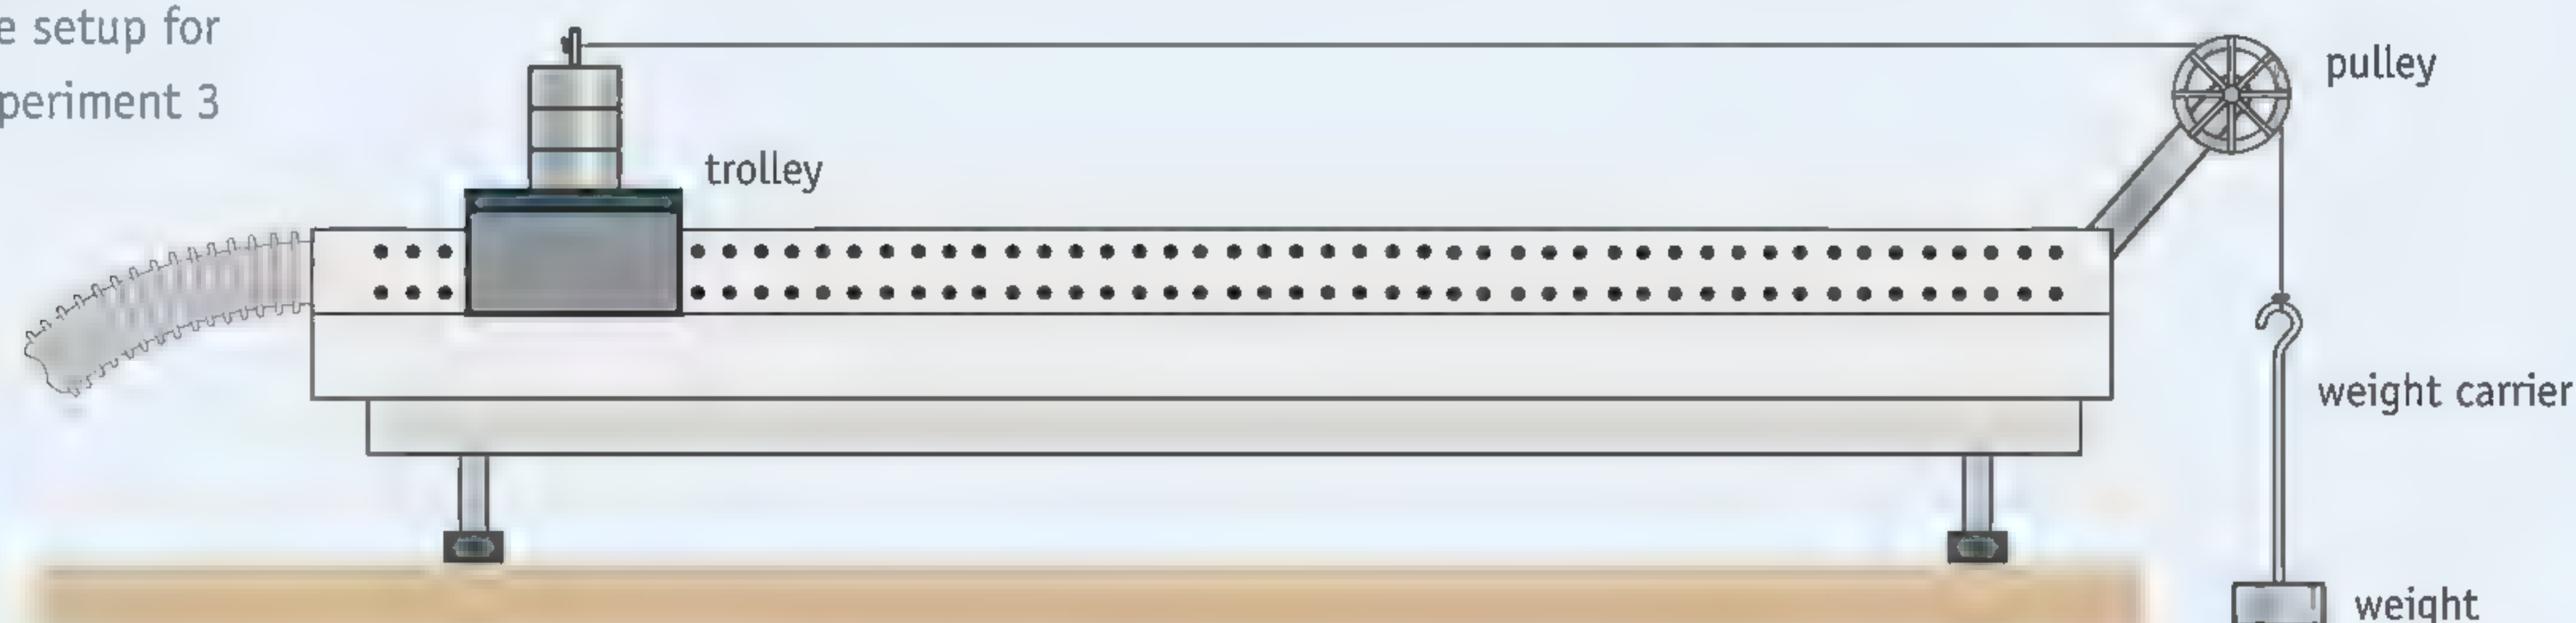 e setup for
periment 3
pulley
trolley
weight carrier
weight